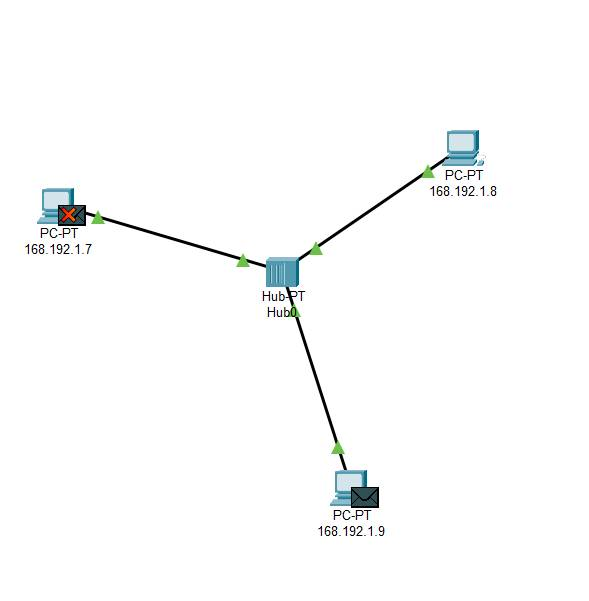 PC-PT
168.192.1.8
PC-PT
168.192.1.7
Hub-PT
Hub0
PC-PT
168.192.1.9